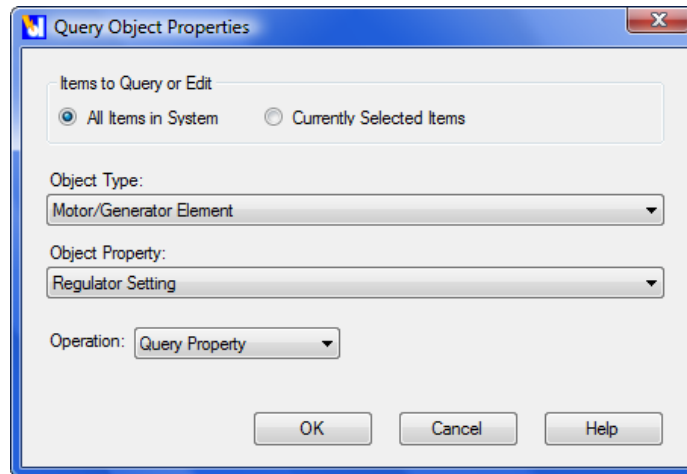 Query Object Properties
Items to Query or Edit
All Items in System Currently Selected Items
Object Type:
Motor/Generator Element
Object Property:
Regulator Setting
Operation: Query Property
OK Cancel Help